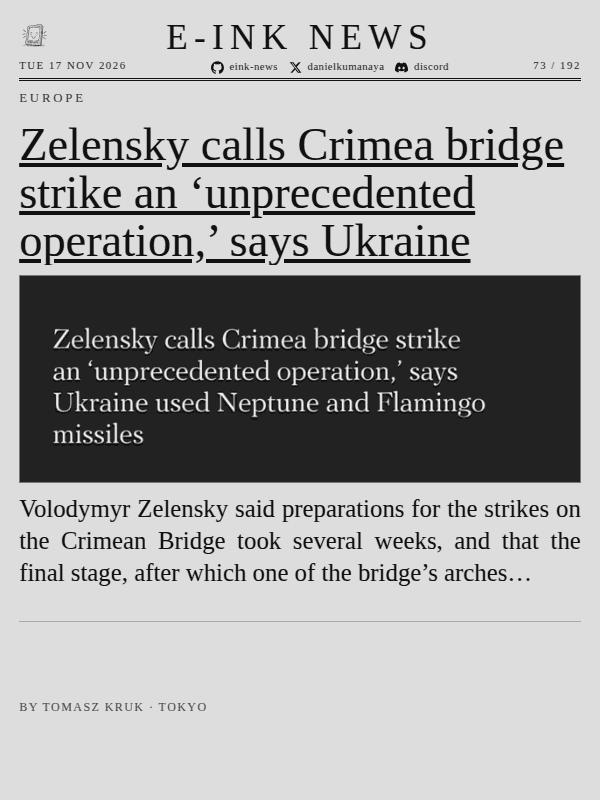 E-INK NEWS
TUE 17 NOV 2026
eink-news danielkumanaya discord
73 / 192
EUROPE
Zelensky calls Crimea bridge
strike an ‘unprecedented
operation,’ says Ukraine
Zelensky calls Crimea bridge strike
an ‘unprecedented operation,’ says
Ukraine used Neptune and Flamingo
missiles
Volodymyr Zelensky said preparations for the strikes on
the Crimean Bridge took several weeks, and that the
final stage, after which one of the bridge’s arches…
BY TOMASZ KRUK · TOKYO